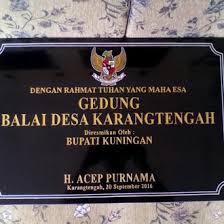 DENGAN RAHMAT TUHAN YANG MAHA ESA
GEDUNG
BALAI DESA KARANGTENGAH
Diresmikan Oleh :
BUPATI KUNINGAN
H. ACEP PURNAMA
Karangtengah, 20 September 2016